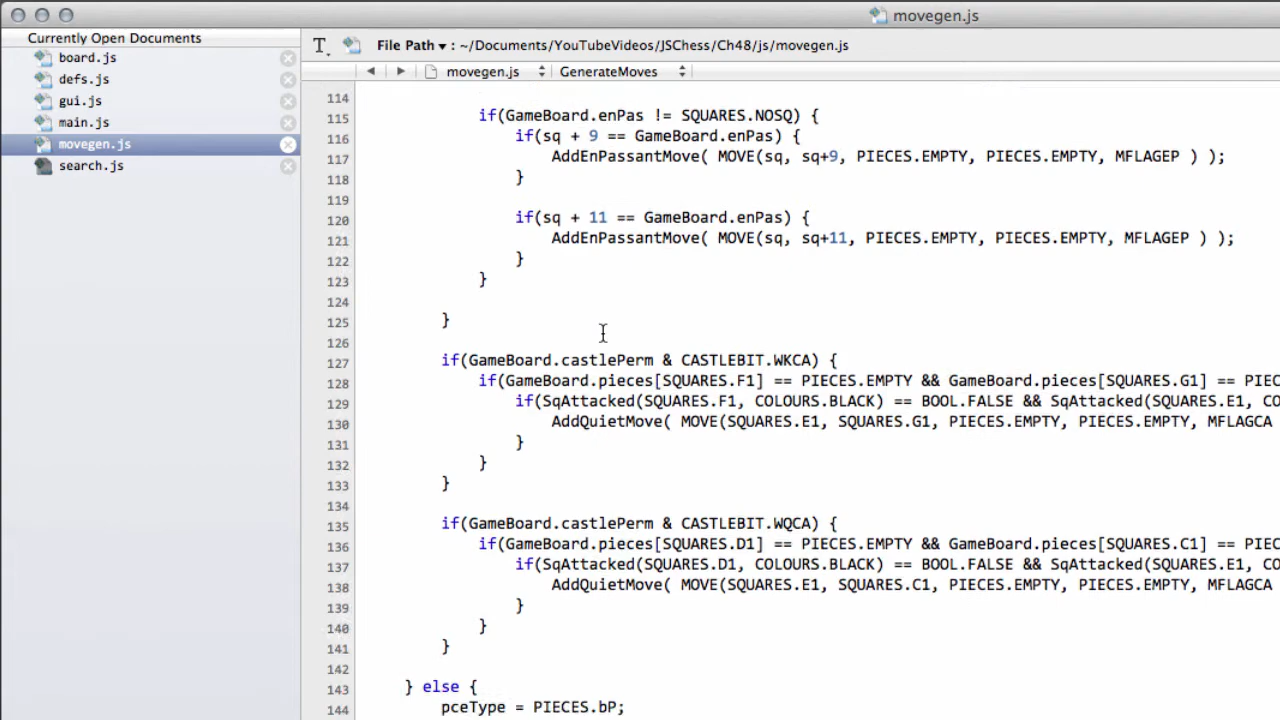 movegen.js
Currently Open Documents
board.js
defs.js
gui.js
main.js
movegen.js
search.js
File Path ▾ : ~/Documents/YouTubeVideos/JSChess/Ch48/js/movegen.js
movegen.js GenerateMoves
114
115 if(GameBoard.enPas != SQUARES.NOSQ) {
116 if(sq + 9 == GameBoard.enPas) {
117 AddEnPassantMove( MOVE(sq, sq+9, PIECES.EMPTY, PIECES.EMPTY, MFLAGEP ) );
118 }
119
120 if(sq + 11 == GameBoard.enPas) {
121 AddEnPassantMove( MOVE(sq, sq+11, PIECES.EMPTY, PIECES.EMPTY, MFLAGEP ) );
122 }
123 }
124
125 }
126
127 if(GameBoard.castlePerm & CASTLEBIT.WKCA) {
128 if(GameBoard.pieces[SQUARES.F1] == PIECES.EMPTY && GameBoard.pieces[SQUARES.G1] == PIEC
129 if(SqAttacked(SQUARES.F1, COLOURS.BLACK) == BOOL.FALSE && SqAttacked(SQUARES.E1, CO
130 AddQuietMove( MOVE(SQUARES.E1, SQUARES.G1, PIECES.EMPTY, PIECES.EMPTY, MFLAGCA
131 }
132 }
133 }
134
135 if(GameBoard.castlePerm & CASTLEBIT.WQCA) {
136 if(GameBoard.pieces[SQUARES.D1] == PIECES.EMPTY && GameBoard.pieces[SQUARES.C1] == PIEC
137 if(SqAttacked(SQUARES.D1, COLOURS.BLACK) == BOOL.FALSE && SqAttacked(SQUARES.E1, CO
138 AddQuietMove( MOVE(SQUARES.E1, SQUARES.C1, PIECES.EMPTY, PIECES.EMPTY, MFLAGCA
139 }
140 }
141 }
142
143 } else {
144 pceType = PIECES.bP;